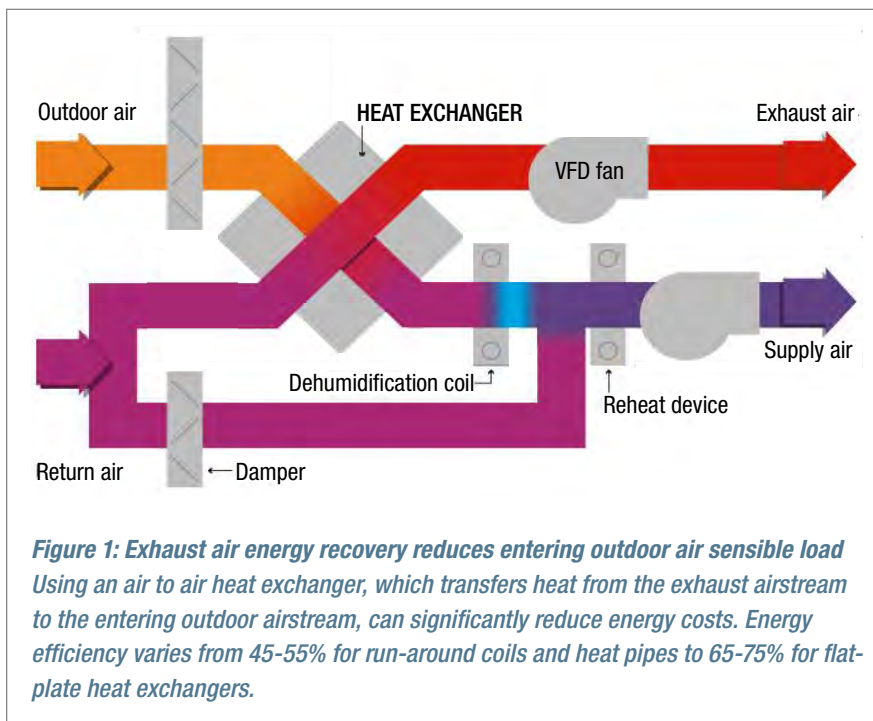 Outdoor air
HEAT EXCHANGER
Exhaust air
VFD fan
Supply air
Dehumidification coil
Reheat device
Return air
Damper
Figure 1: Exhaust air energy recovery reduces entering outdoor air sensible load
Using an air to air heat exchanger, which transfers heat from the exhaust airstream
to the entering outdoor airstream, can significantly reduce energy costs. Energy
efficiency varies from 45-55% for run-around coils and heat pipes to 65-75% for flat-
plate heat exchangers.